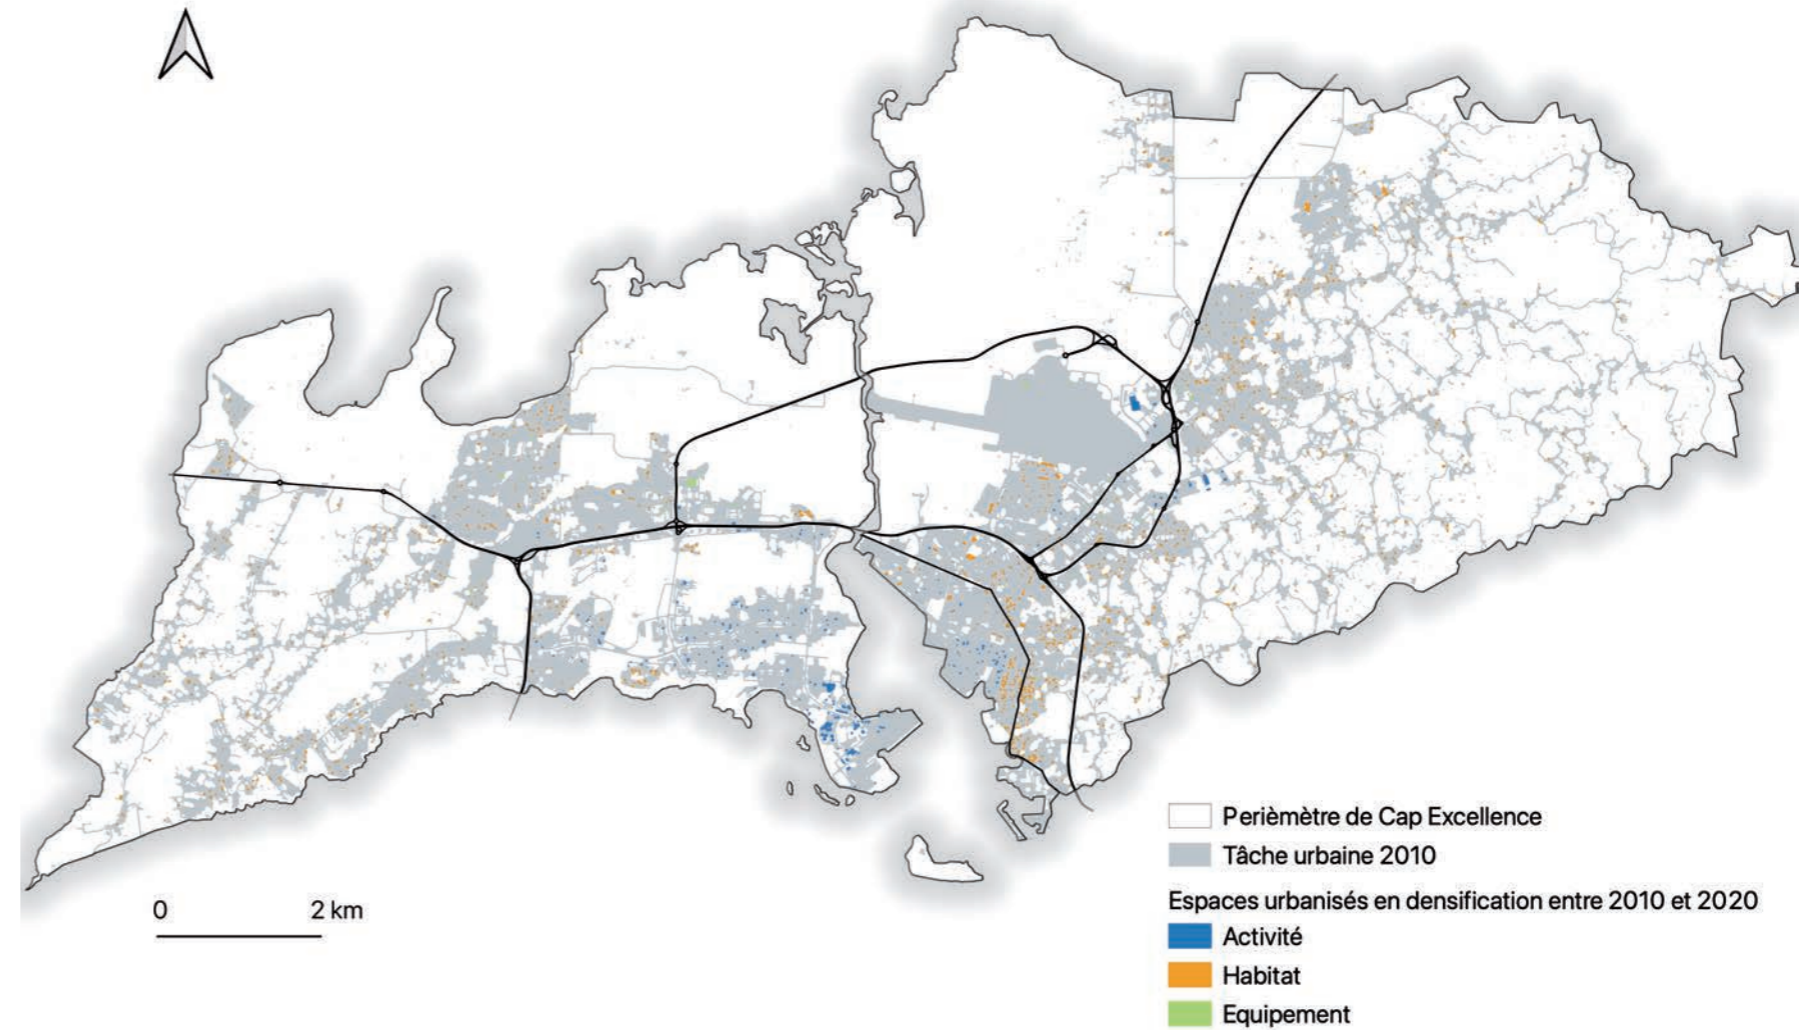 0 2 km
Perièmètre de Cap Excellence
Tâche urbaine 2010
Espaces urbanisés en densification entre 2010 et 2020
Activité
Habitat
Equipement